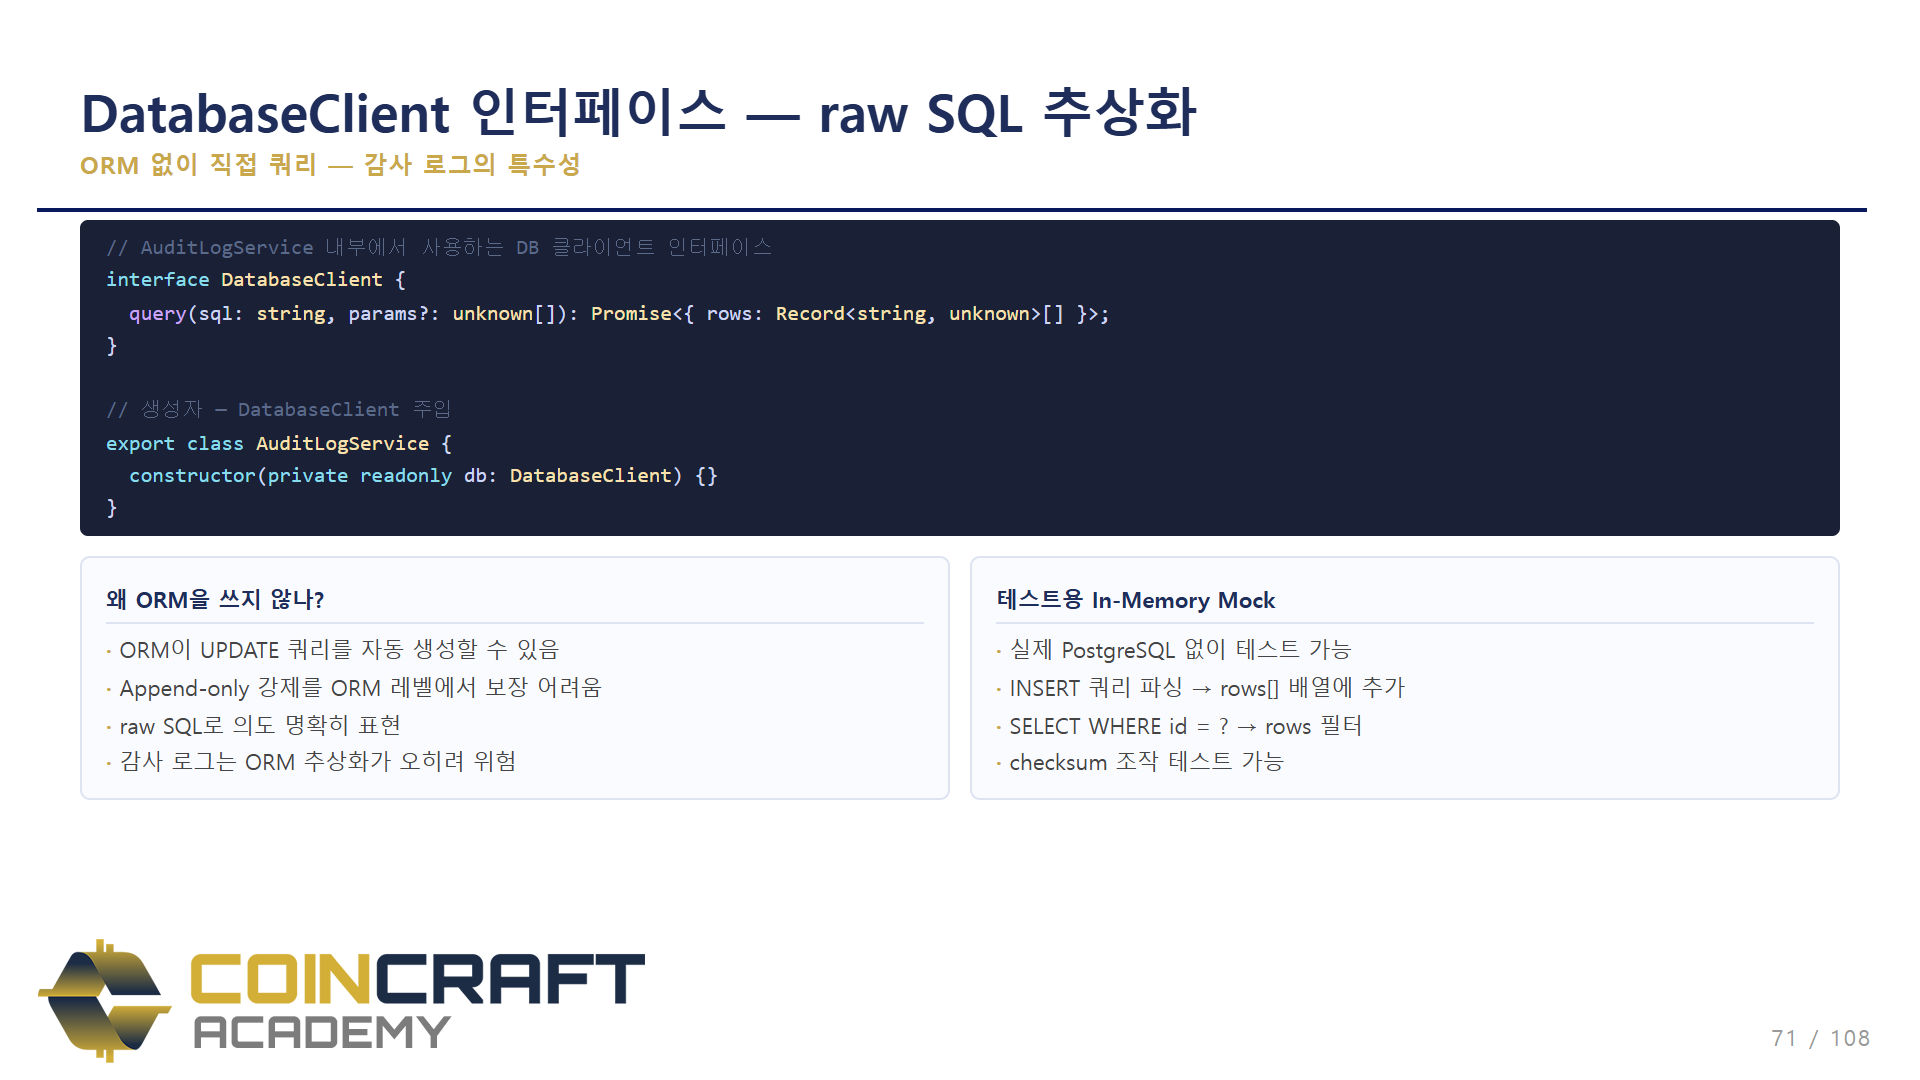 DatabaseClient 인터페이스 — raw SQL 추상화
ORM 없이 직접 쿼리 — 감사 로그의 특수성
// AuditLogService 내부에서 사용하는 DB 클라이언트 인터페이스
interface DatabaseClient {
  query(sql: string, params?: unknown[]): Promise<{ rows: Record<string, unknown>[] }>;
}
// 생성자 — DatabaseClient 주입
export class AuditLogService {
  constructor(private readonly db: DatabaseClient) {}
}
왜 ORM을 쓰지 않나?
· ORM이 UPDATE 쿼리를 자동 생성할 수 있음
· Append-only 강제를 ORM 레벨에서 보장 어려움
· raw SQL로 의도 명확히 표현
· 감사 로그는 ORM 추상화가 오히려 위험
테스트용 In-Memory Mock
· 실제 PostgreSQL 없이 테스트 가능
· INSERT 쿼리 파싱 → rows[] 배열에 추가
· SELECT WHERE id = ? → rows 필터
· checksum 조작 테스트 가능
COINCRAFT
ACADEMY
71 / 108